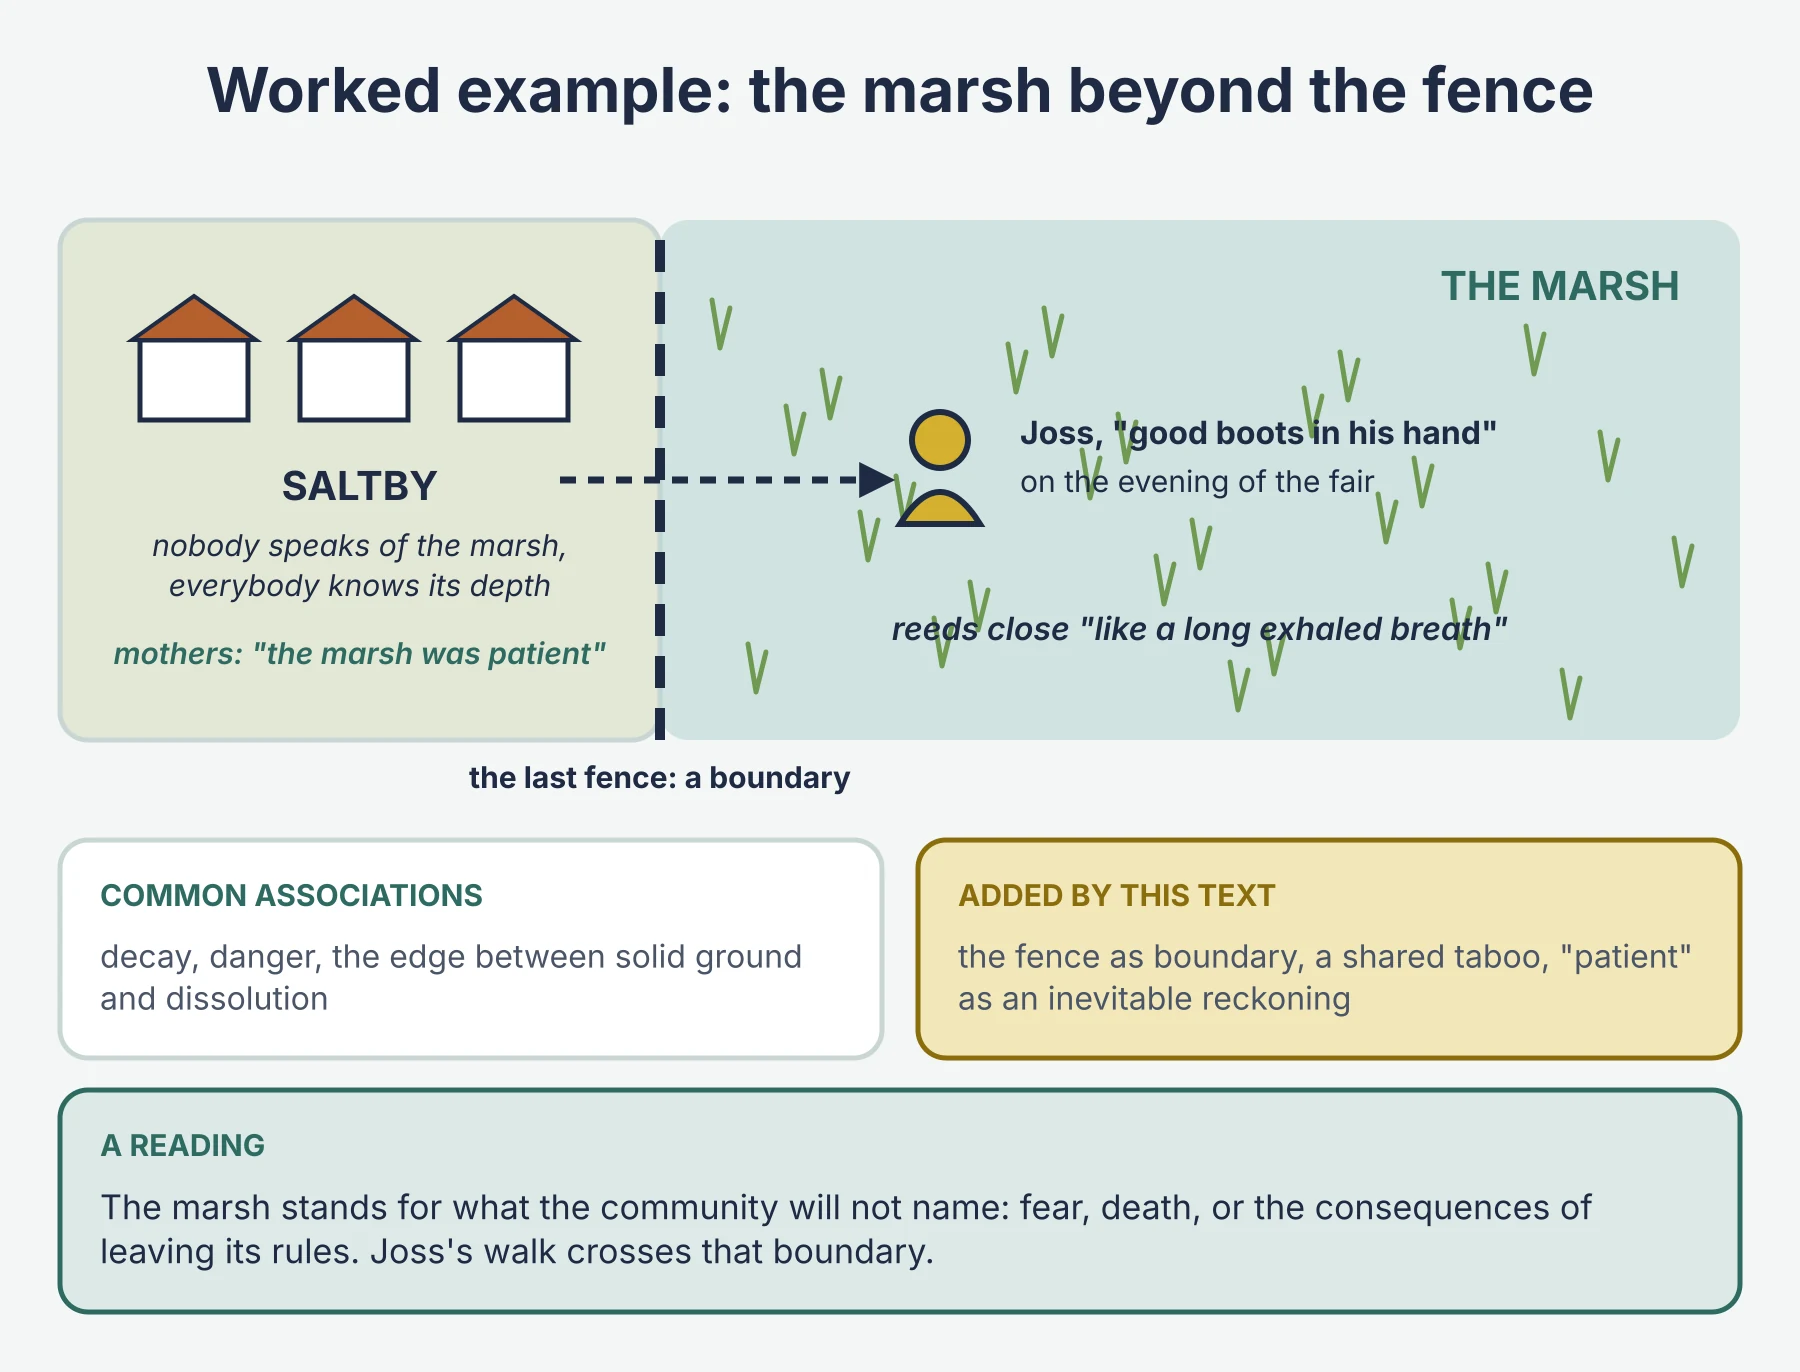 Worked example: the marsh beyond the fence
SALTBY
nobody speaks of the marsh,
everybody knows its depth
mothers: "the marsh was patient"
THE MARSH
Joss, "good boots in his hand"
on the evening of the fair
reeds close "like a long exhaled breath"
the last fence: a boundary
COMMON ASSOCIATIONS
decay, danger, the edge between solid ground
and dissolution
ADDED BY THIS TEXT
the fence as boundary, a shared taboo, "patient"
as an inevitable reckoning
A READING
The marsh stands for what the community will not name: fear, death, or the consequences of
leaving its rules. Joss's walk crosses that boundary.